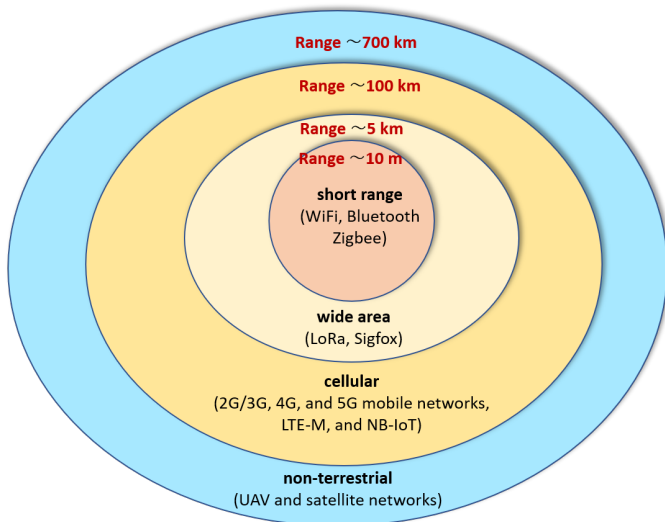 Range ～700 km
Range ～100 km
Range ～5 km
Range ～10 m
short range
(WiFi, Bluetooth
Zigbee)
wide area
(LoRa, Sigfox)
cellular
(2G/3G, 4G, and 5G mobile networks,
LTE-M, and NB-IoT)
non-terrestrial
(UAV and satellite networks)